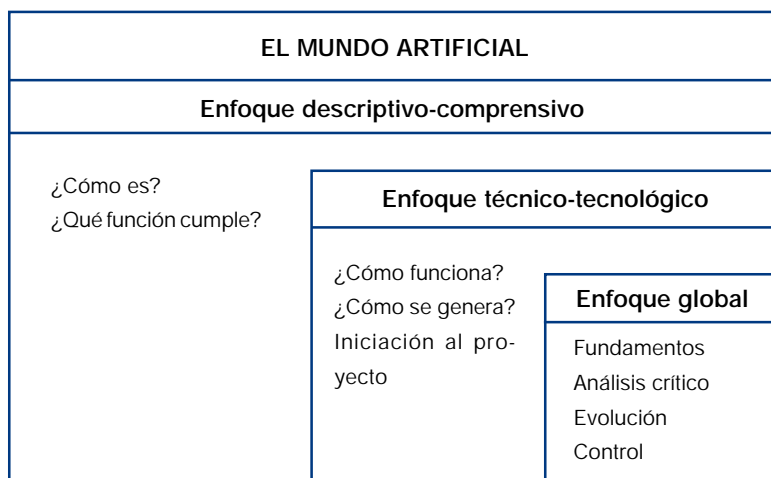 EL MUNDO ARTIFICIAL
Enfoque descriptivo-comprensivo
¿Cómo es?
¿Qué función cumple?
Enfoque técnico-tecnológico
¿Cómo funciona?
¿Cómo se genera?
Iniciación al pro-
yecto
Enfoque global
Fundamentos
Análisis crítico
Evolución
Control